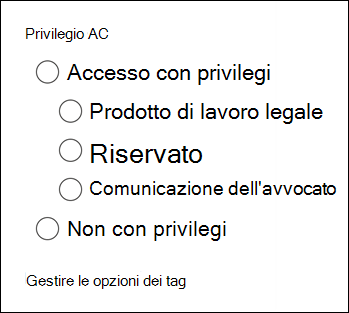 Privilegio AC
Accesso con privilegi
Prodotto di lavoro legale
Riservato
Comunicazione dell'avvocato
Non con privilegi
Gestire le opzioni dei tag